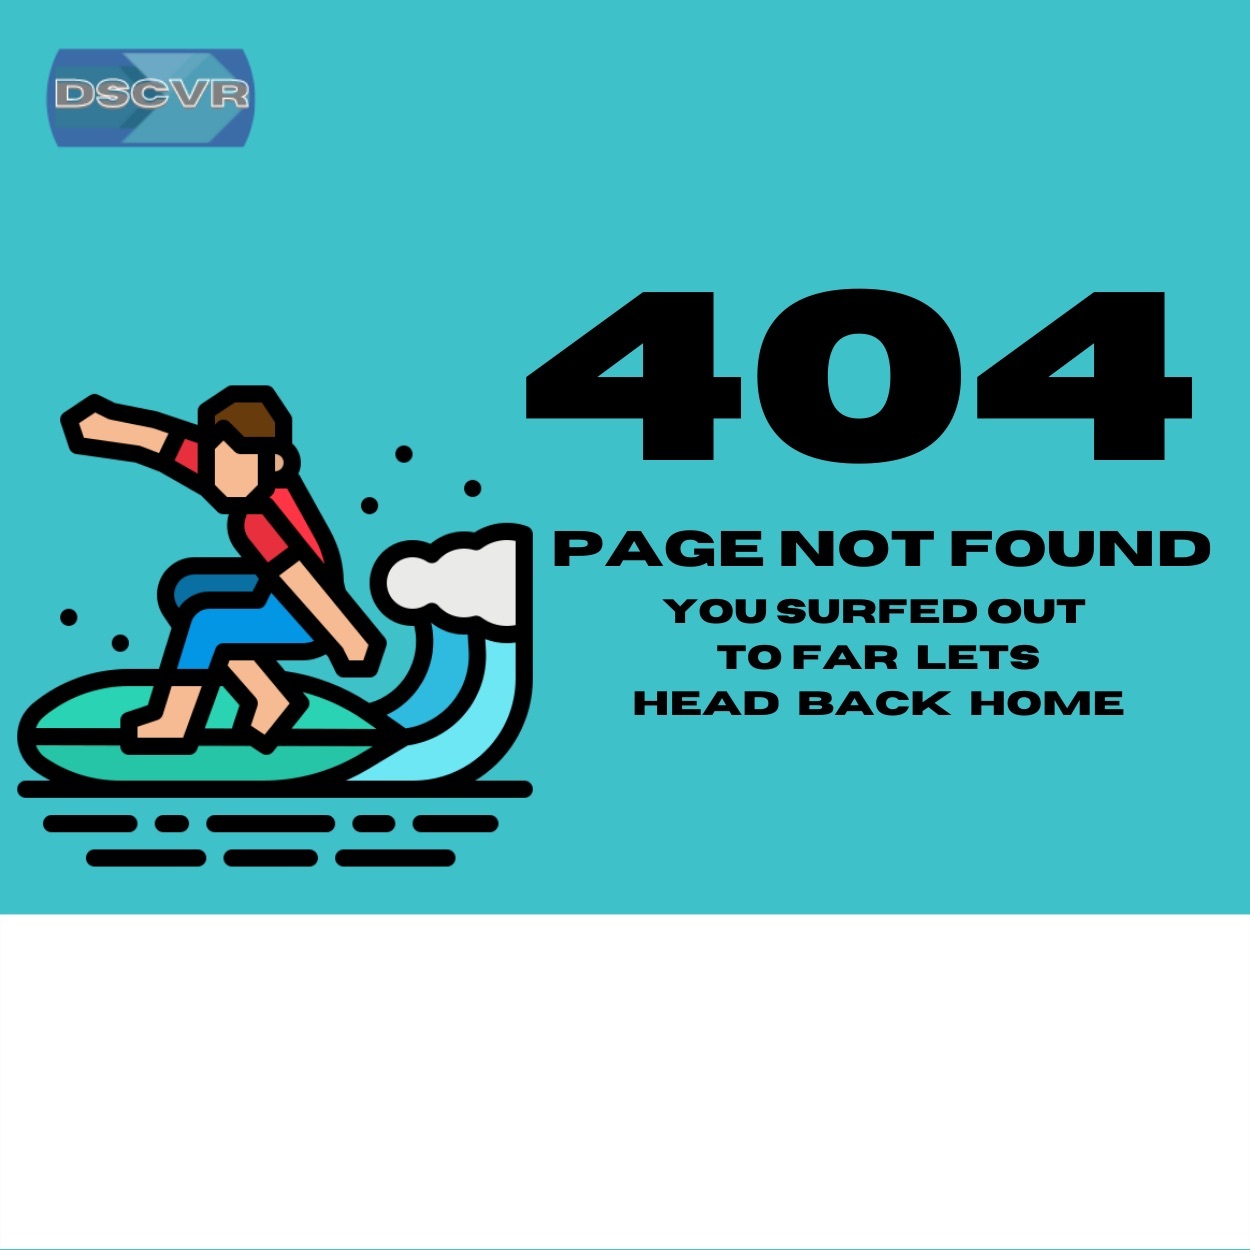 DSCVR
404
PAGE NOT FOUND
YOU SURFED OUT
TO FAR LETS
HEAD BACK HOME